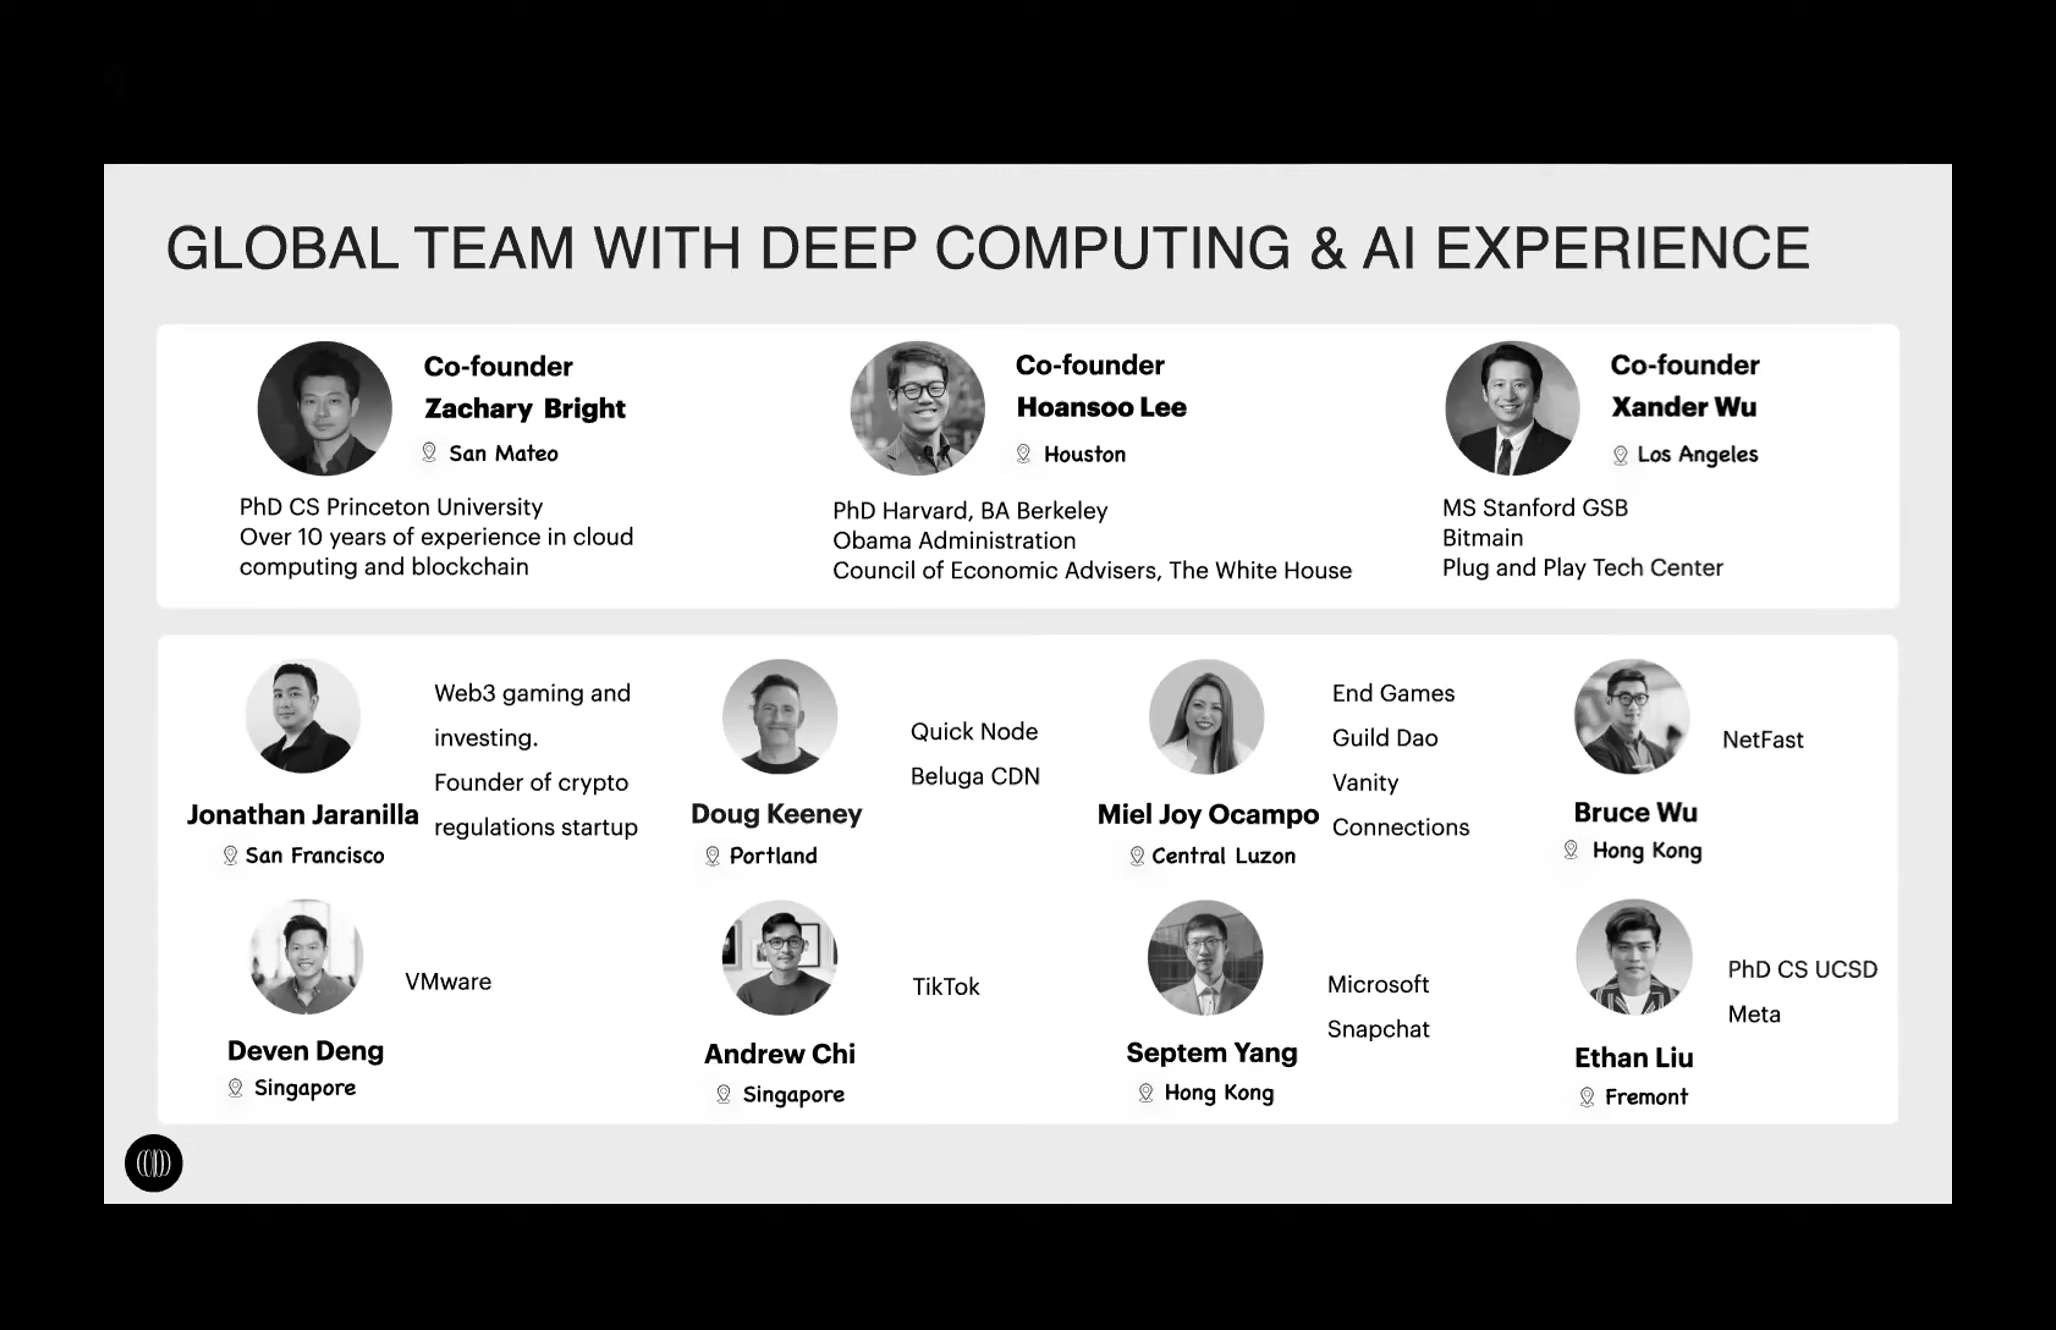 GLOBAL TEAM WITH DEEP COMPUTING & AI EXPERIENCE
Co-founder
Zachary Bright
San Mateo
PhD CS Princeton University
Over 10 years of experience in cloud
computing and blockchain
Co-founder
Hoansoo Lee
Houston
PhD Harvard, BA Berkeley
Obama Administration
Council of Economic Advisers, The White House
Co-founder
Xander Wu
Los Angeles
MS Stanford GSB
Bitmain
Plug and Play Tech Center
Web3 gaming and
investing.
Founder of crypto
regulations startup
Jonathan Jaranilla
San Francisco
Quick Node
Beluga CDN
Doug Keeney
Portland
End Games
Guild Dao
Vanity
Connections
Miel Joy Ocampo
Central Luzon
NetFast
Bruce Wu
Hong Kong
VMware
Deven Deng
Singapore
TikTok
Andrew Chi
Singapore
Microsoft
Snapchat
Septem Yang
Hong Kong
PhD CS UCSD
Meta
Ethan Liu
Fremont